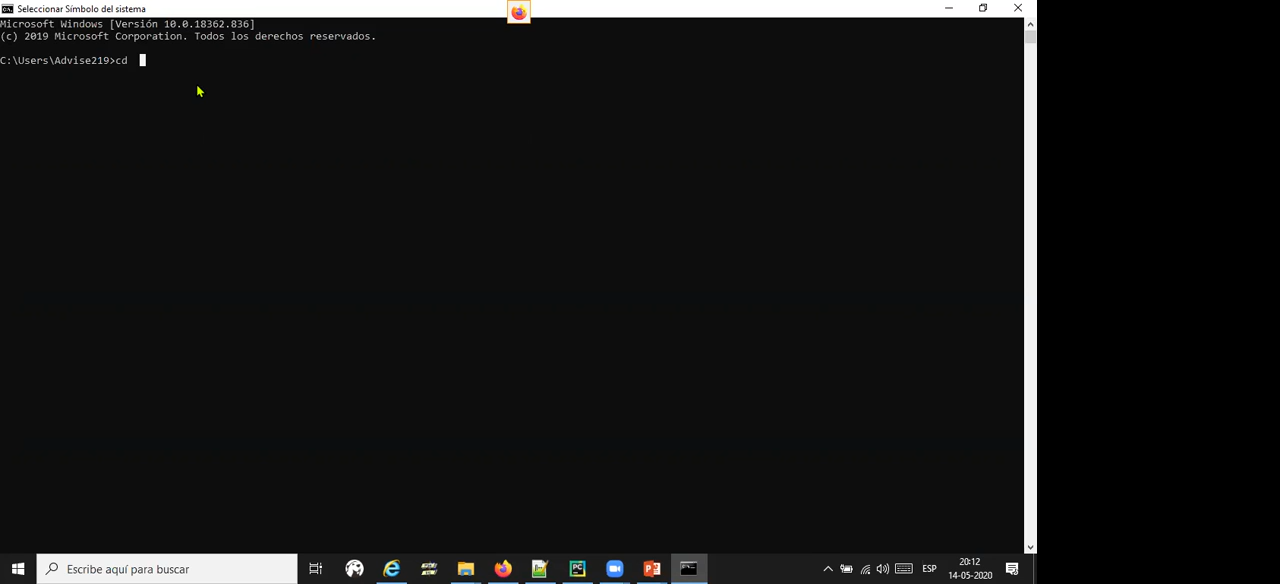 Seleccionar Símbolo del sistema
Microsoft Windows [Versión 10.0.18362.836]
(c) 2019 Microsoft Corporation. Todos los derechos reservados.
C:\Users\Advise219>cd
Escribe aquí para buscar
ESP
20:12
14-05-2020